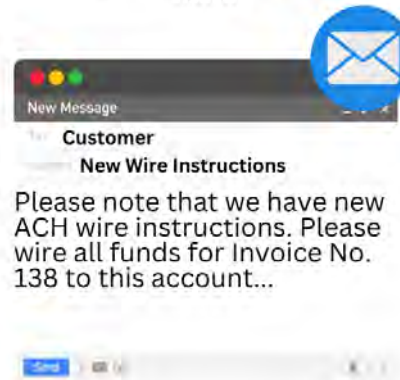 New Message
Customer
New Wire Instructions
Please note that we have new
ACH wire instructions. Please
wire all funds for Invoice No.
138 to this account...
Send